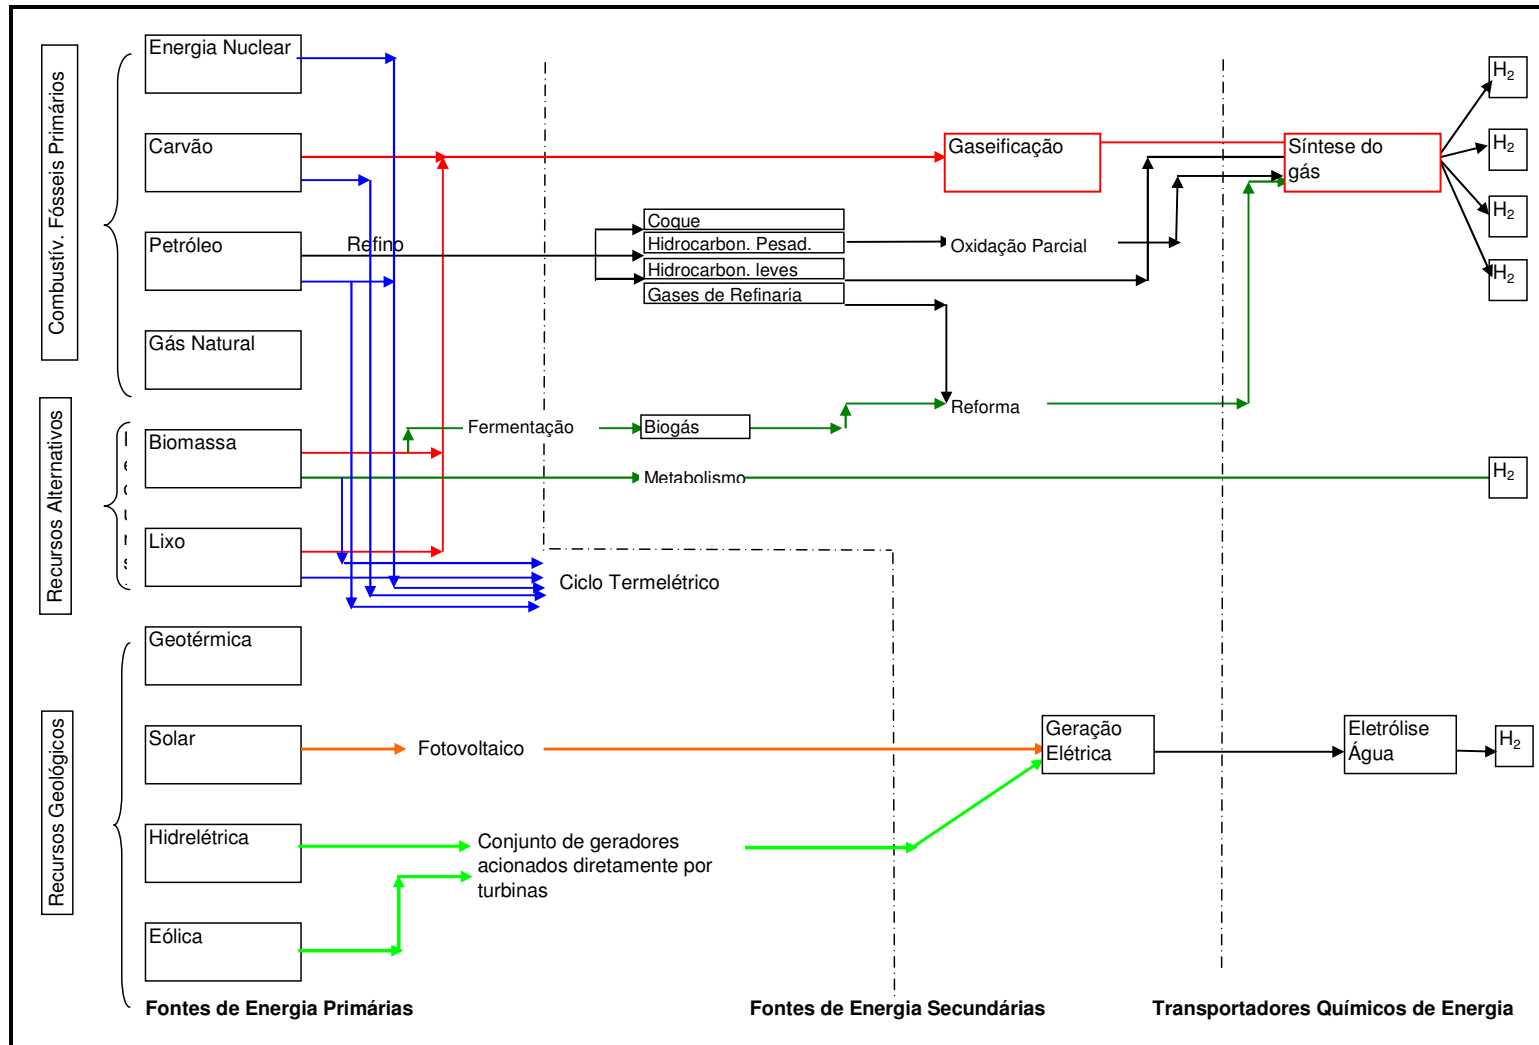 Combustív. Fósseis Primários
Energia Nuclear
Carvão
Petróleo
Gás Natural
Refino
Coque
Hidrocarbon. Pesad.
Hidrocarbon. leves
Gases de Refinaria
Oxidação Parcial
Gaseificação
Síntese do
gás
H2
H2
H2
H2
Recursos Alternativos
Biomassa
Lixo
Fermentação
Biogás
Reforma
Metabolismo
H2
Ciclo Termelétrico
Recursos Geológicos
Geotérmica
Solar
Hidrelétrica
Eólica
Fotovoltaico
Conjunto de geradores
acionados diretamente por
turbinas
Geração
Elétrica
Eletrólise
Água
H2
Fontes de Energia Primárias
Fontes de Energia Secundárias
Transportadores Químicos de Energia